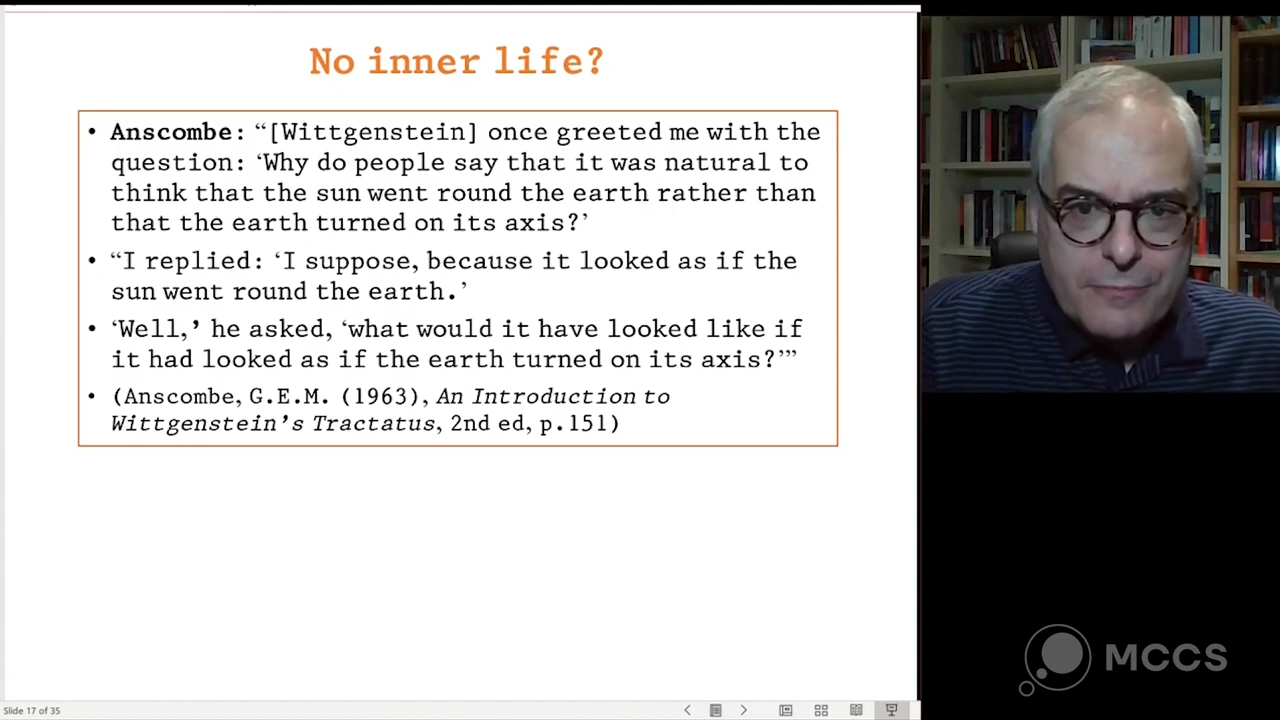 No inner life?
• Anscombe: “[Wittgenstein] once greeted me with the
question: ‘Why do people say that it was natural to
think that the sun went round the earth rather than
that the earth turned on its axis?’
• “I replied: ‘I suppose, because it looked as if the
sun went round the earth.’
• ‘Well,’ he asked, ‘what would it have looked like if
it had looked as if the earth turned on its axis?’”
• (Anscombe, G.E.M. (1963), An Introduction to
Wittgenstein’s Tractatus, 2nd ed, p.151)
Slide 17 of 35
MCCS